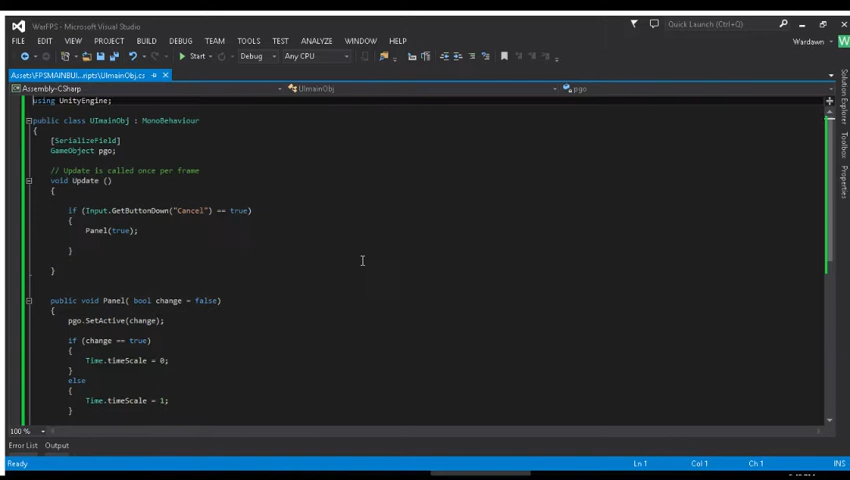 WarFPS - Microsoft Visual Studio
Quick Launch (Ctrl+Q)
FILE EDIT VIEW PROJECT BUILD DEBUG TEAM TOOLS TEST ANALYZE WINDOW HELP
Wardawn W
Start Debug Any CPU
Assets\FPSMAINBUI...ripts\UImainObj.cs
Assembly-CSharp UImainObj pgo
using UnityEngine;
public class UImainObj : MonoBehaviour
{
[SerializeField]
GameObject pgo;
// Update is called once per frame
void Update ()
{
if (Input.GetButtonDown("Cancel") == true)
{
Panel(true);
}
}
public void Panel( bool change = false)
{
pgo.SetActive(change);
if (change == true)
{
Time.timeScale = 0;
}
else
{
Time.timeScale = 1;
}
100 %
Error List Output
Ready Ln 1 Col 1 Ch 1 INS
Solution Explorer
Toolbox
Properties